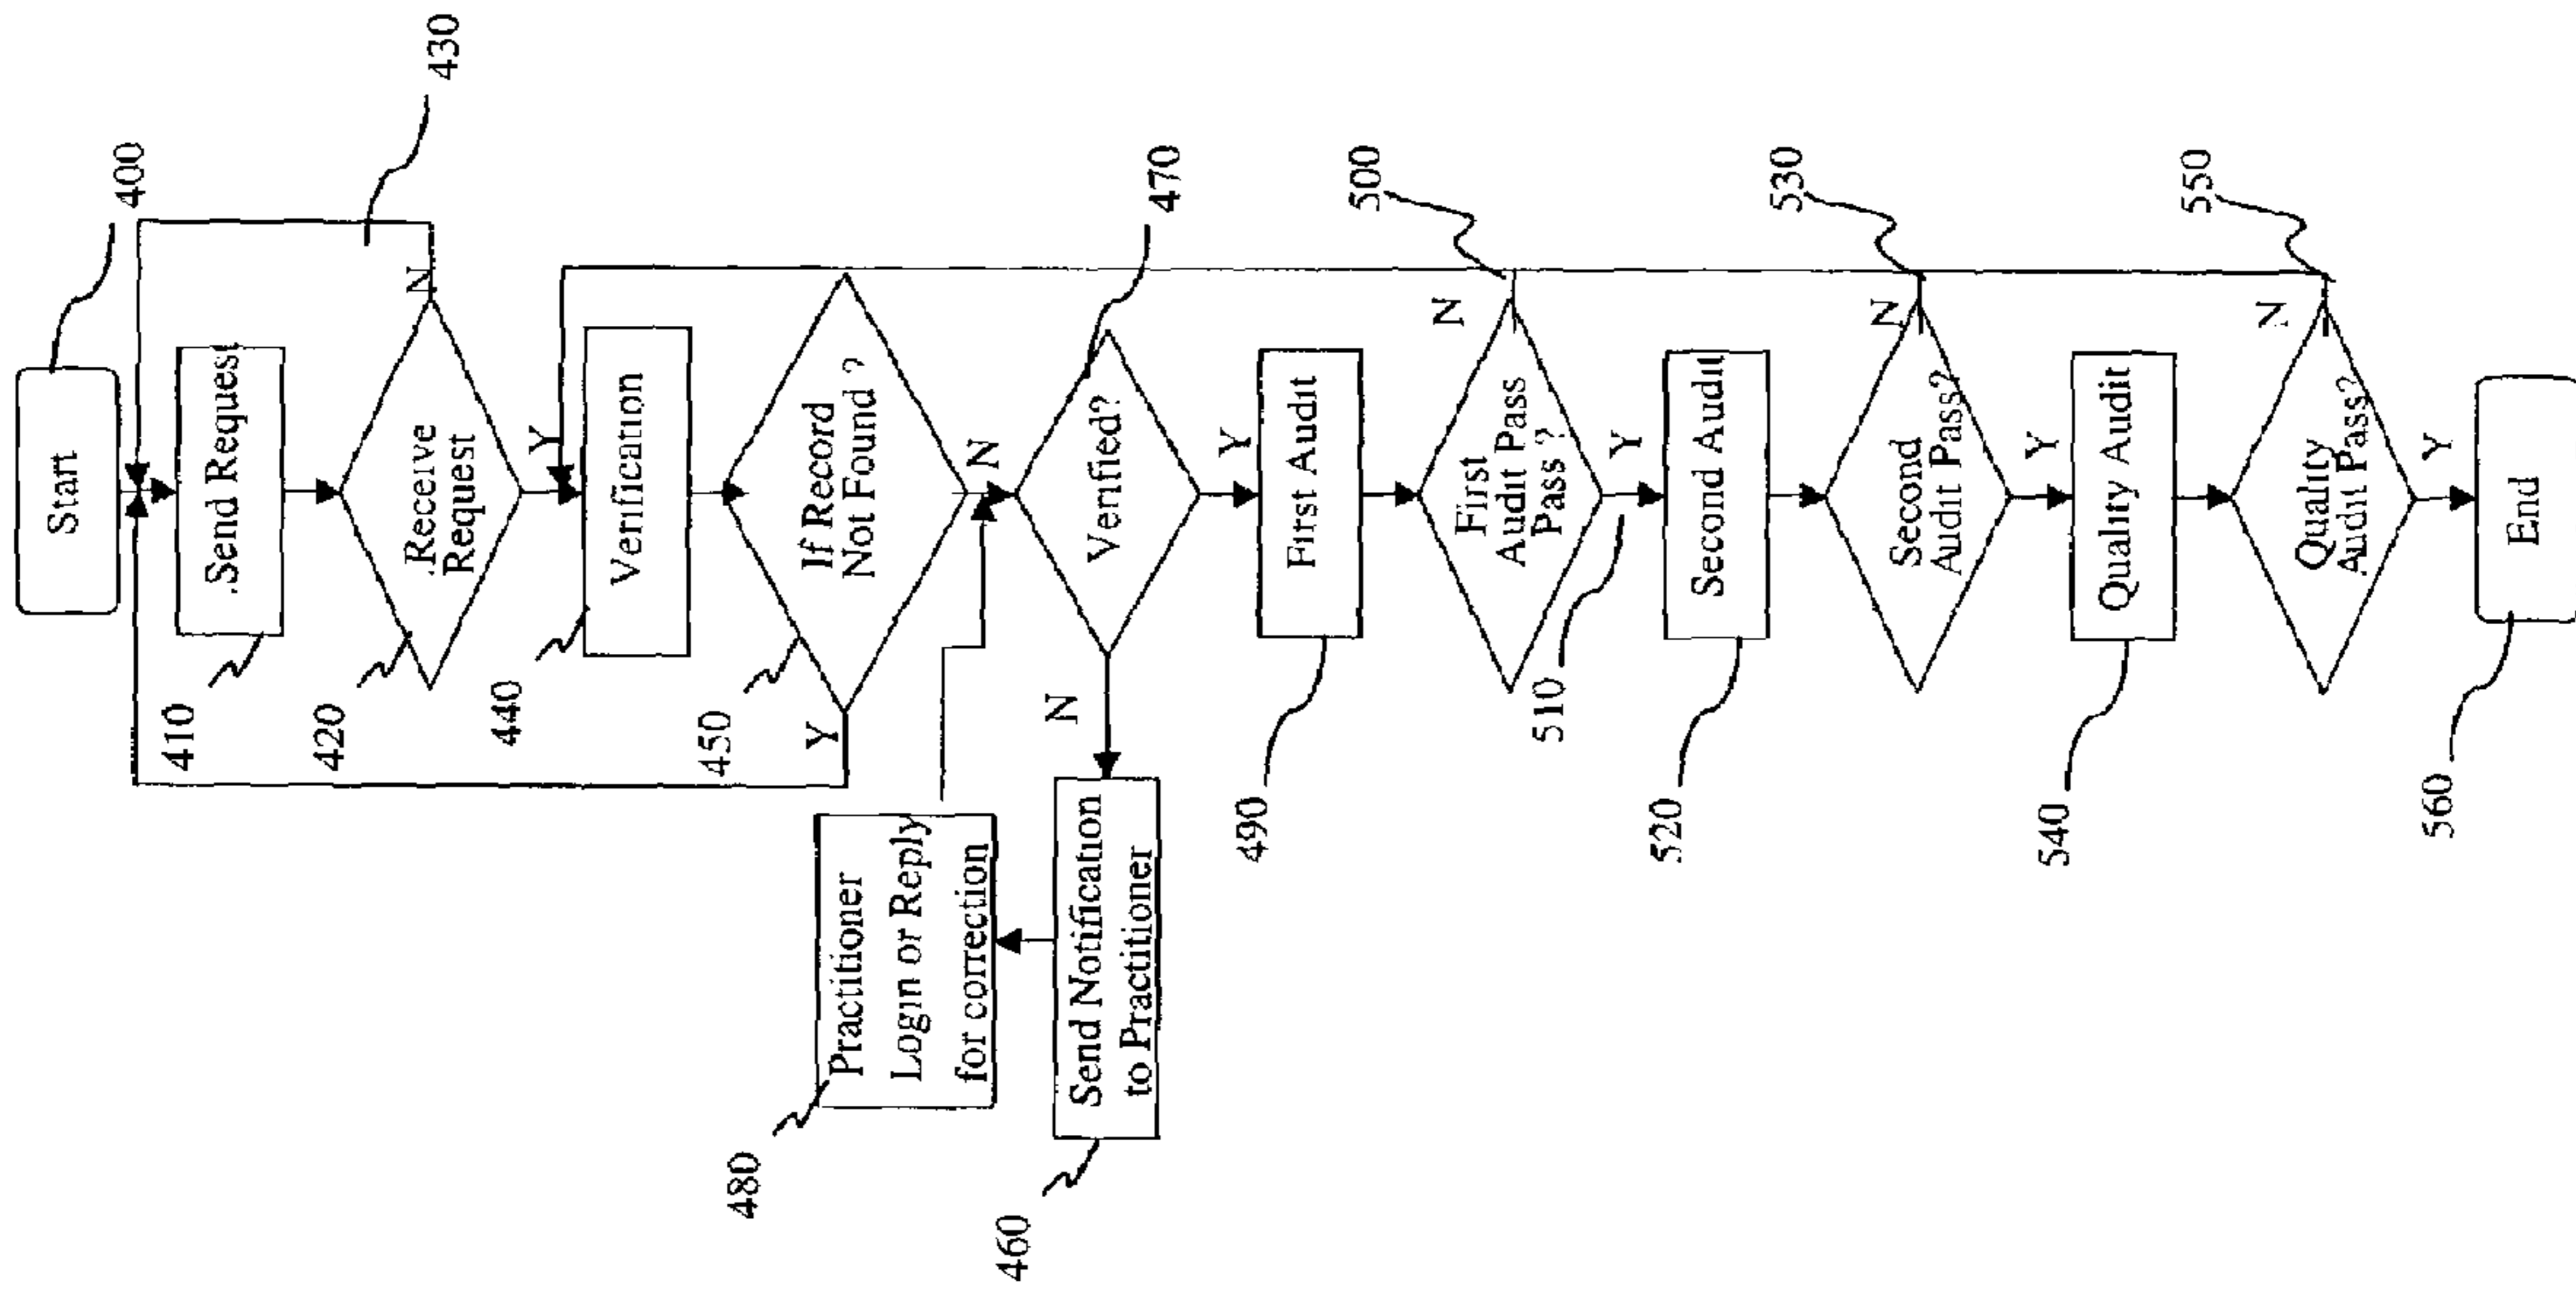 Start
400
.Send Request
410
430
N
.Receive
Request
420
Y
Verification
440
If Record
Not Found ?
450
Y
N
Verified?
470
N
Practitioner
Login or Reply
for correction
480
Send Notification
to Practitioner
460
Y
First Audit
490
First
Audit Pass
Pass ?
N
500
Y
510
Second Audit
520
Second
Audit Pass?
N
530
Y
Quality Audit
540
Quality
Audit Pass?
N
550
Y
End
560